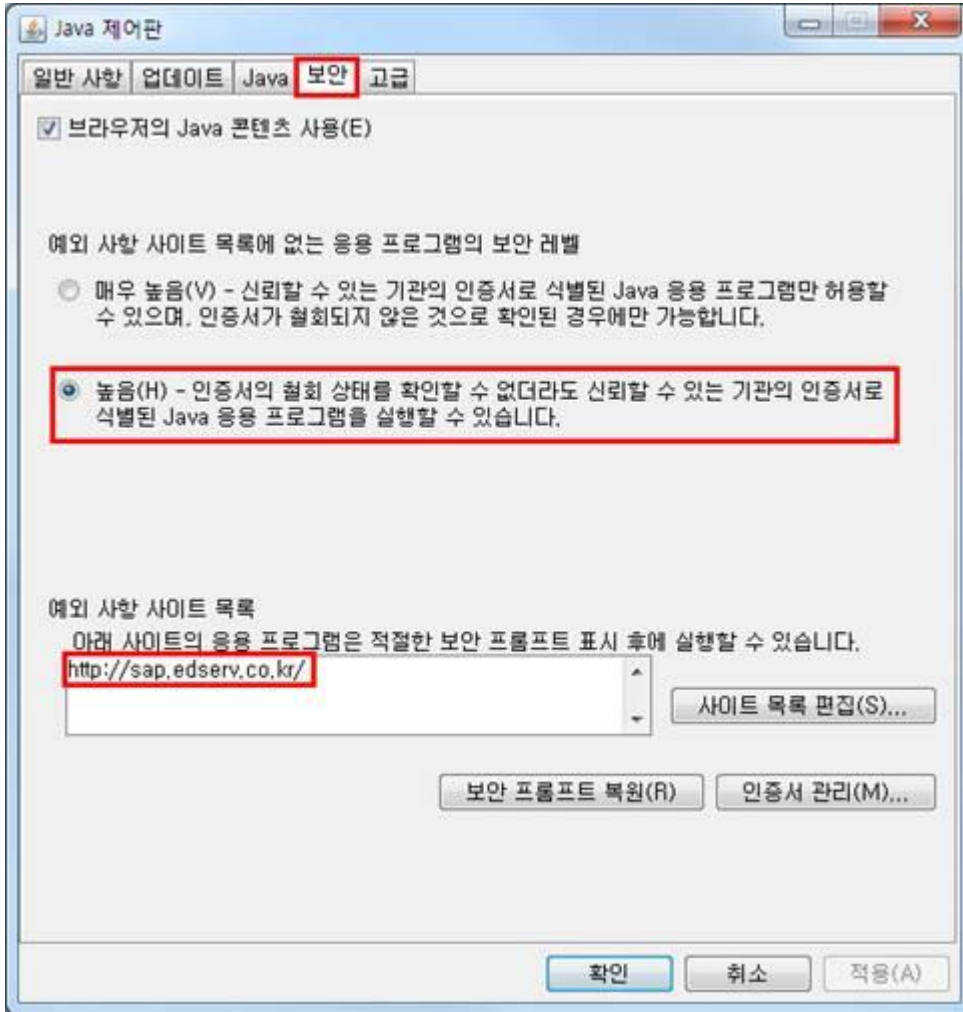 Java 제어판
일반 사항 업데이트 Java 보안 고급
브라우저의 Java 콘텐츠 사용(E)
예외 사항 사이트 목록에 없는 응용 프로그램의 보안 레벨
매우 높음(V) - 신뢰할 수 있는 기관의 인증서로 식별된 Java 응용 프로그램만 허용할
수 있으며, 인증서가 철회되지 않은 것으로 확인된 경우에만 가능합니다.
높음(H) - 인증서의 철회 상태를 확인할 수 없더라도 신뢰할 수 있는 기관의 인증서로
식별된 Java 응용 프로그램을 실행할 수 있습니다.
예외 사항 사이트 목록
아래 사이트의 응용 프로그램은 적절한 보안 프롬프트 표시 후에 실행할 수 있습니다.
http://sap.edserv.co.kr/
사이트 목록 편집(S)...
보안 프롬프트 복원(R) 인증서 관리(M)...
확인 취소 적용(A)